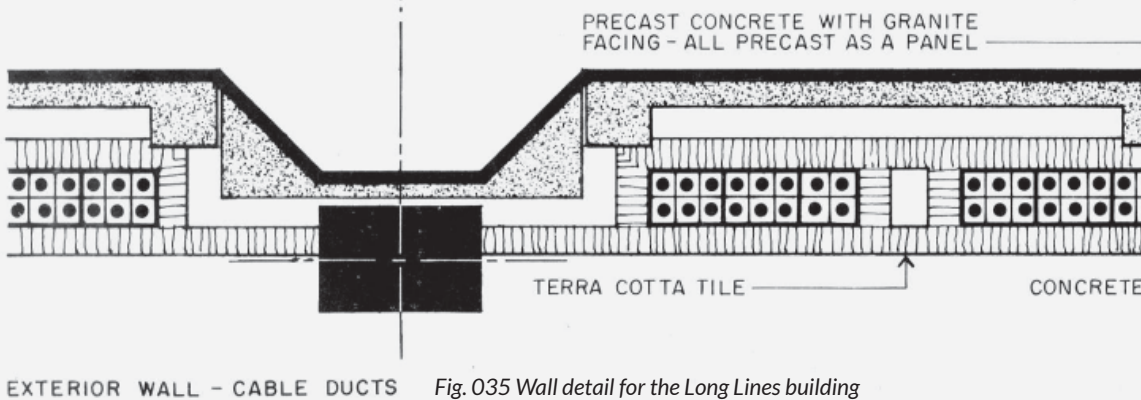 PRECAST CONCRETE WITH GRANITE
FACING - ALL PRECAST AS A PANEL
TERRA COTTA TILE
CONCRETE
EXTERIOR WALL - CABLE DUCTS
Fig. 035 Wall detail for the Long Lines building